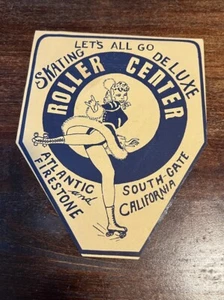 LET'S ALL GO
SKATING DE LUXE
ROLLER CENTER
ATLANTIC
and
FIRESTONE
SOUTH-GATE
CALIFORNIA